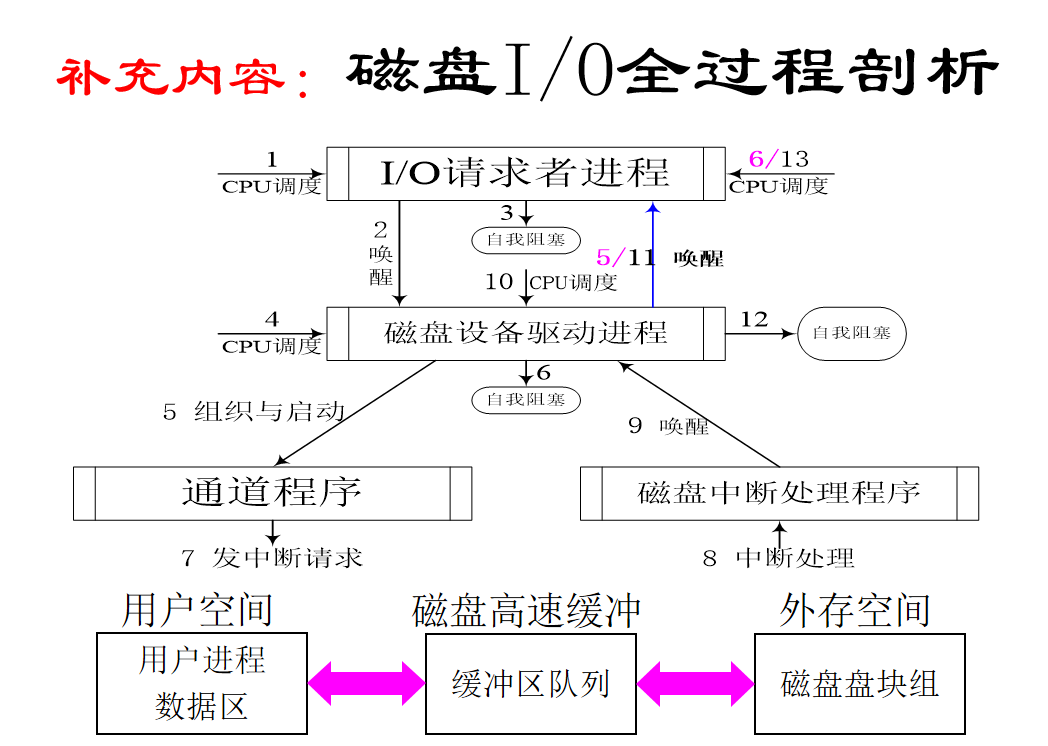 补充内容：磁盘I/O全过程剖析
1
CPU调度
I/O请求者进程
6/13
CPU调度
2
唤
醒
3
自我阻塞
5/11 唤醒
10 CPU调度
4
CPU调度
磁盘设备驱动进程
12
自我阻塞
6
自我阻塞
5 组织与启动
9 唤醒
通道程序
磁盘中断处理程序
7 发中断请求
8 中断处理
用户空间
磁盘高速缓冲
外存空间
用户进程
数据区
缓冲区队列
磁盘盘块组